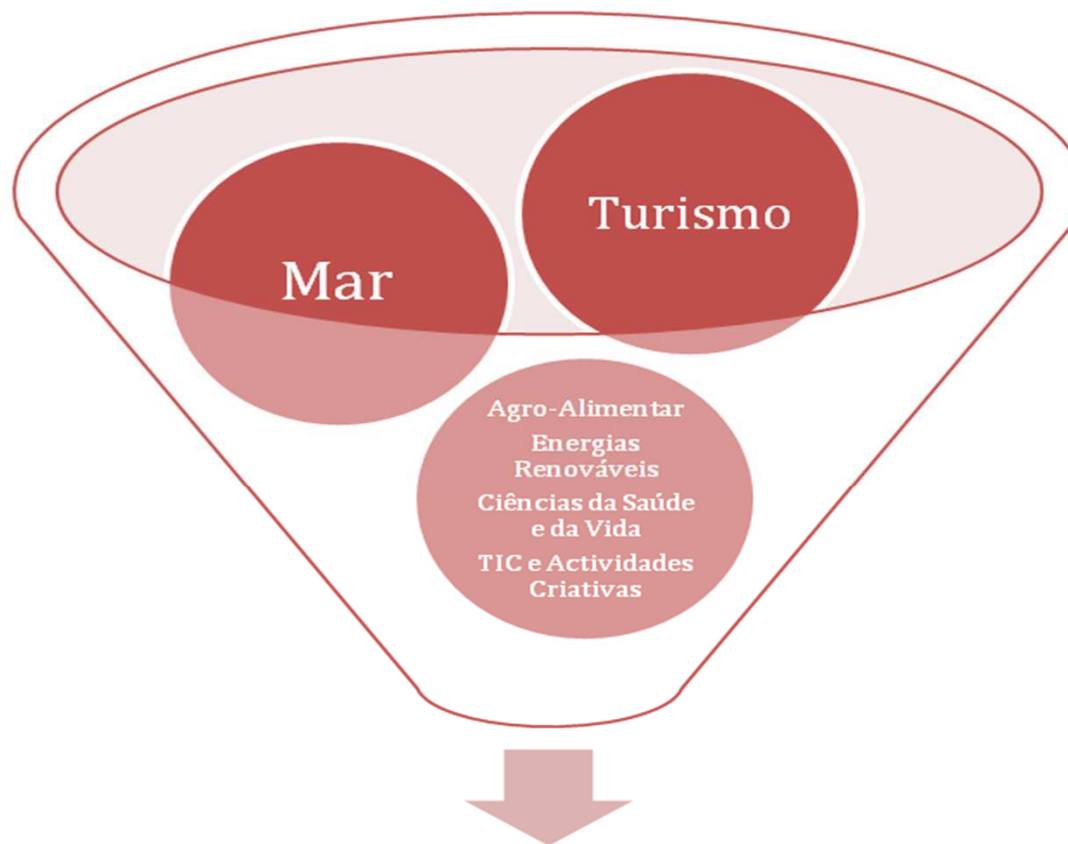 Turismo
Mar
Agro-Alimentar
Energias
Renováveis
Ciências da Saúde
e da Vida
TIC e Actividades
Criativas